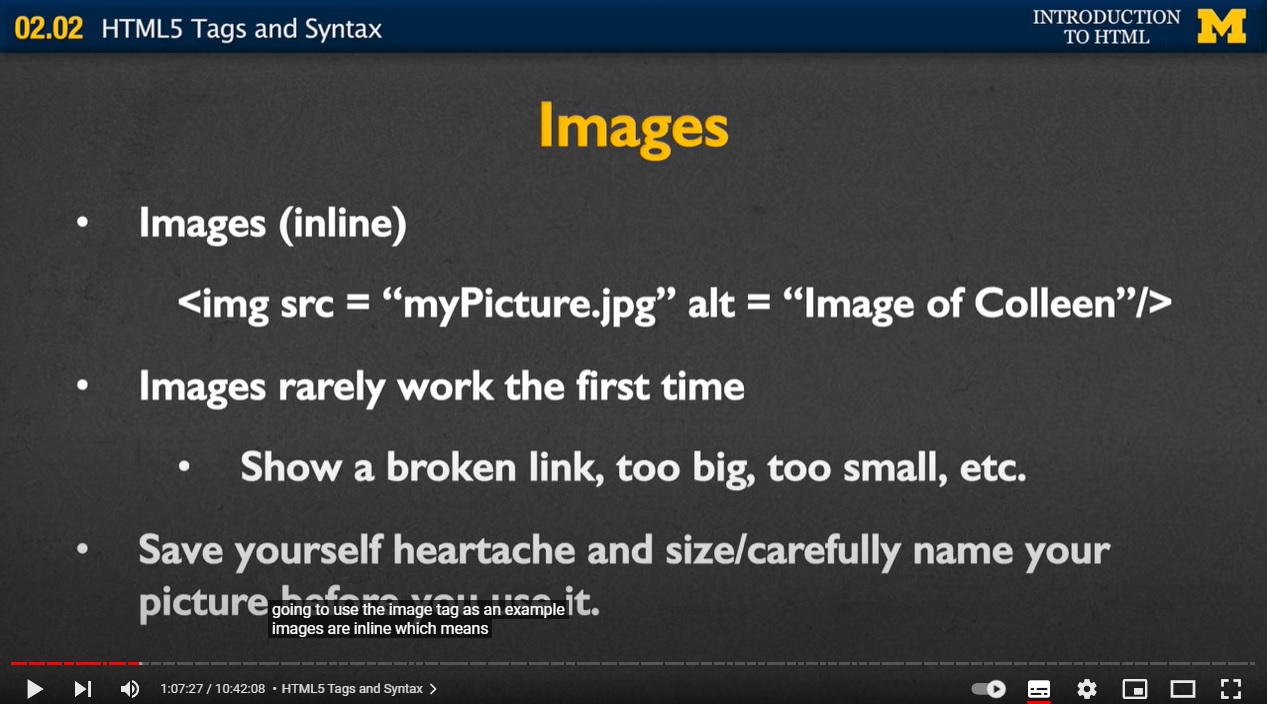 02.02 HTML5 Tags and Syntax
INTRODUCTION
TO HTML
M
Images
• Images (inline)
<img src = “myPicture.jpg” alt = “Image of Colleen”/>
• Images rarely work the first time
• Show a broken link, too big, too small, etc.
• Save yourself heartache and size/carefully name your
picture before you use it.
going to use the image tag as an example
images are inline which means
1:07:27 / 10:42:08 • HTML5 Tags and Syntax